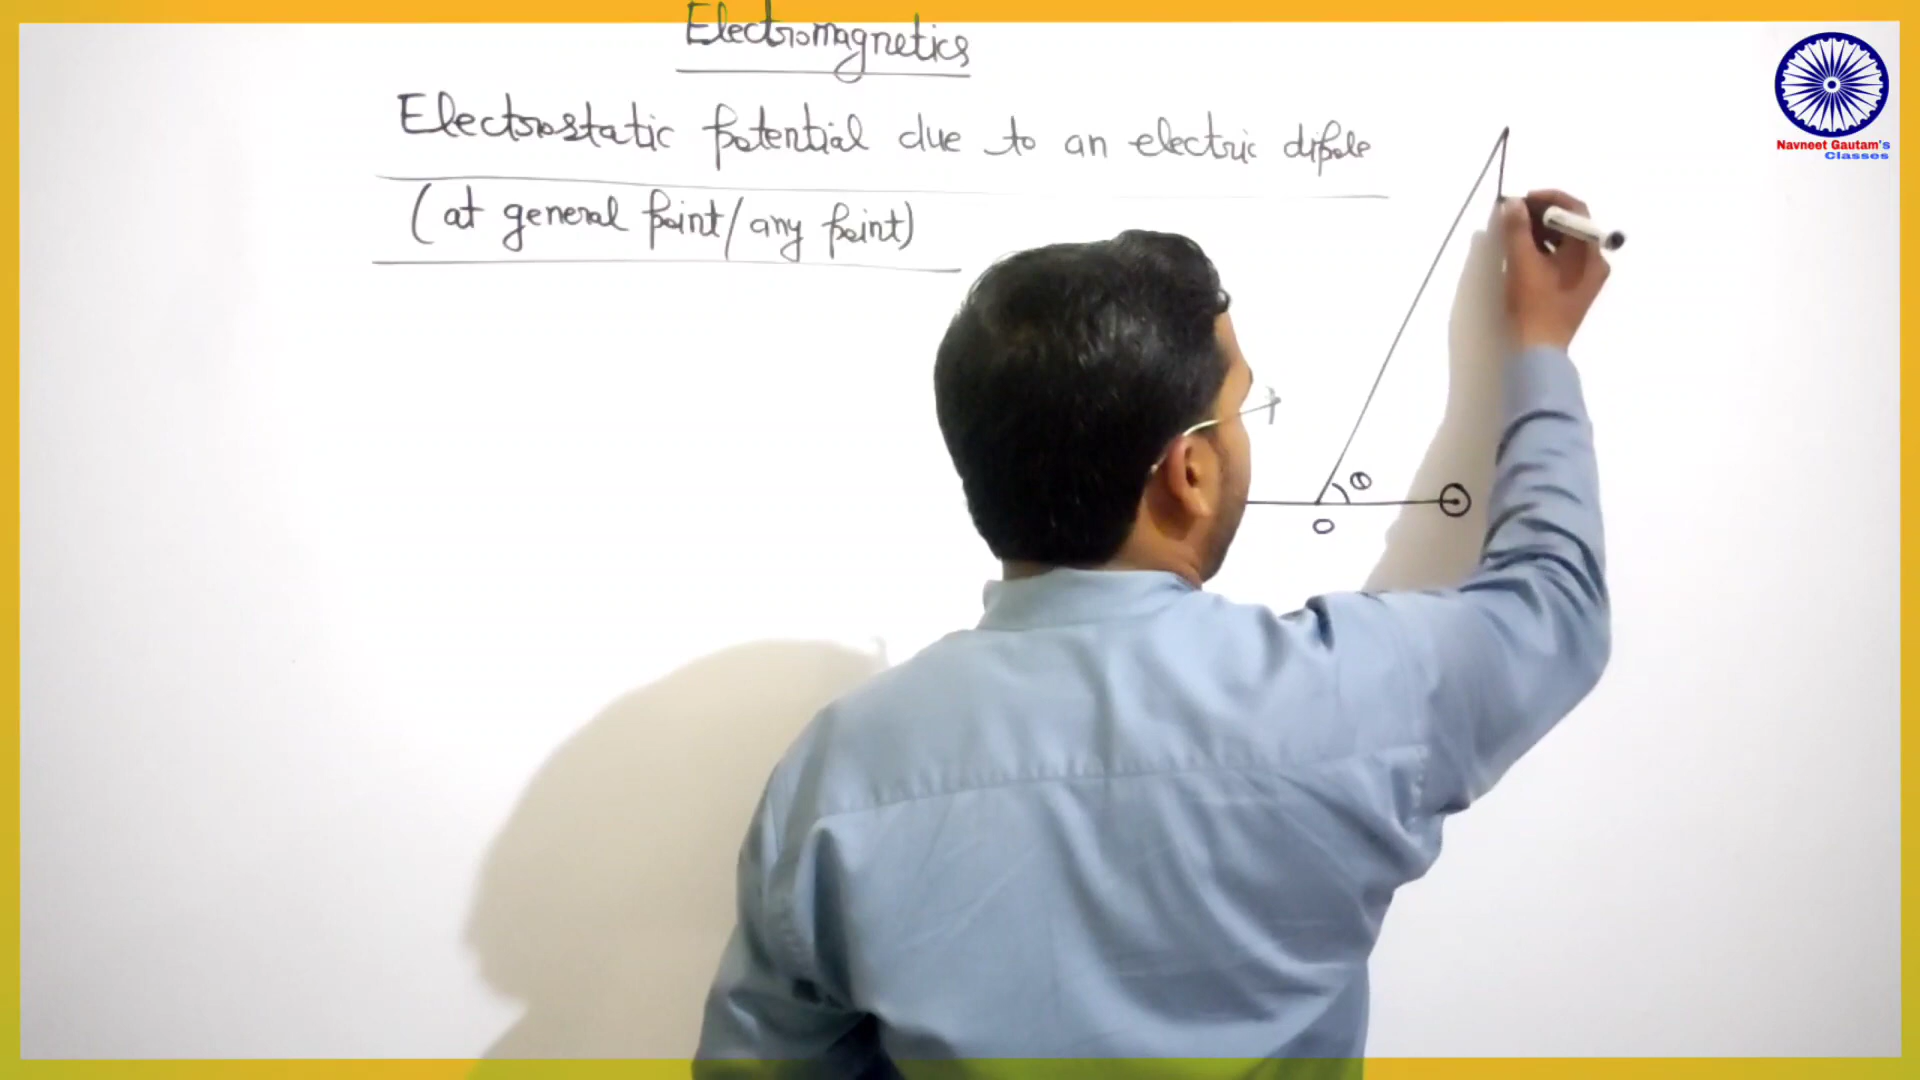 Electromagnetics
Electrostatic potential due to an electric dipole
(at general point/any point)
θ
O
Navneet Gautam's
Classes